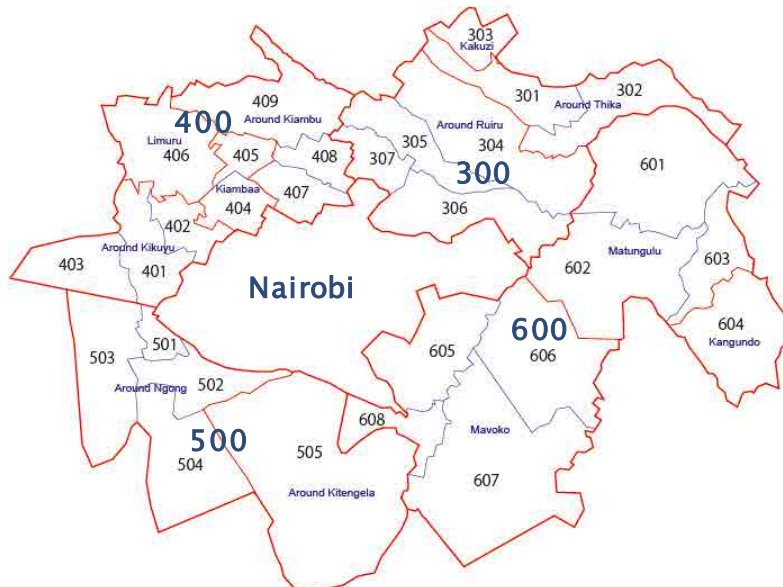 303
Kakuzi
301
302
Around Thika
409
400
Around Kiambu
Limuru
406
405
408
307
305
Around Ruiru
304
300
601
Kiambaa
404
407
306
402
Around Kikuyu
403
401
Nairobi
Matungulu
602
603
604
Kangundo
605
600
606
501
503
502
Around Ngong
500
504
608
505
Around Kitengela
Mavoko
607